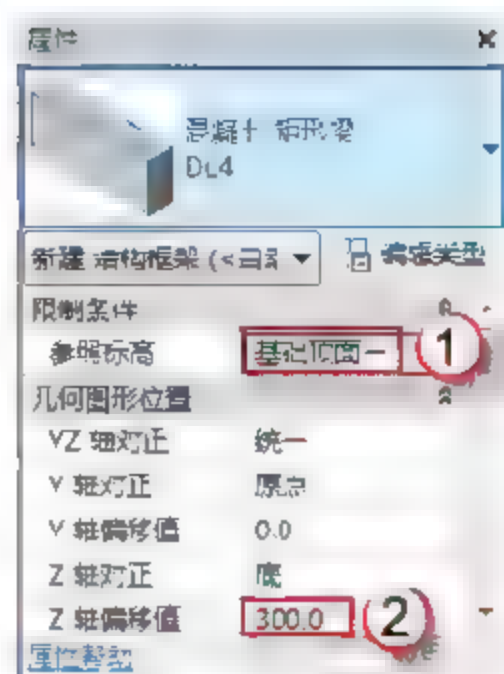 属性
混凝土 矩形梁
DL4
新建 结构框架 (<自动
编辑类型
限制条件
参照标高 基础顶面 1
几何图形位置
YZ 轴对正 统一
Y 轴对正 原点
Y 轴偏移值 0.0
Z 轴对正 底
Z 轴偏移值 300.0 2
属性帮助